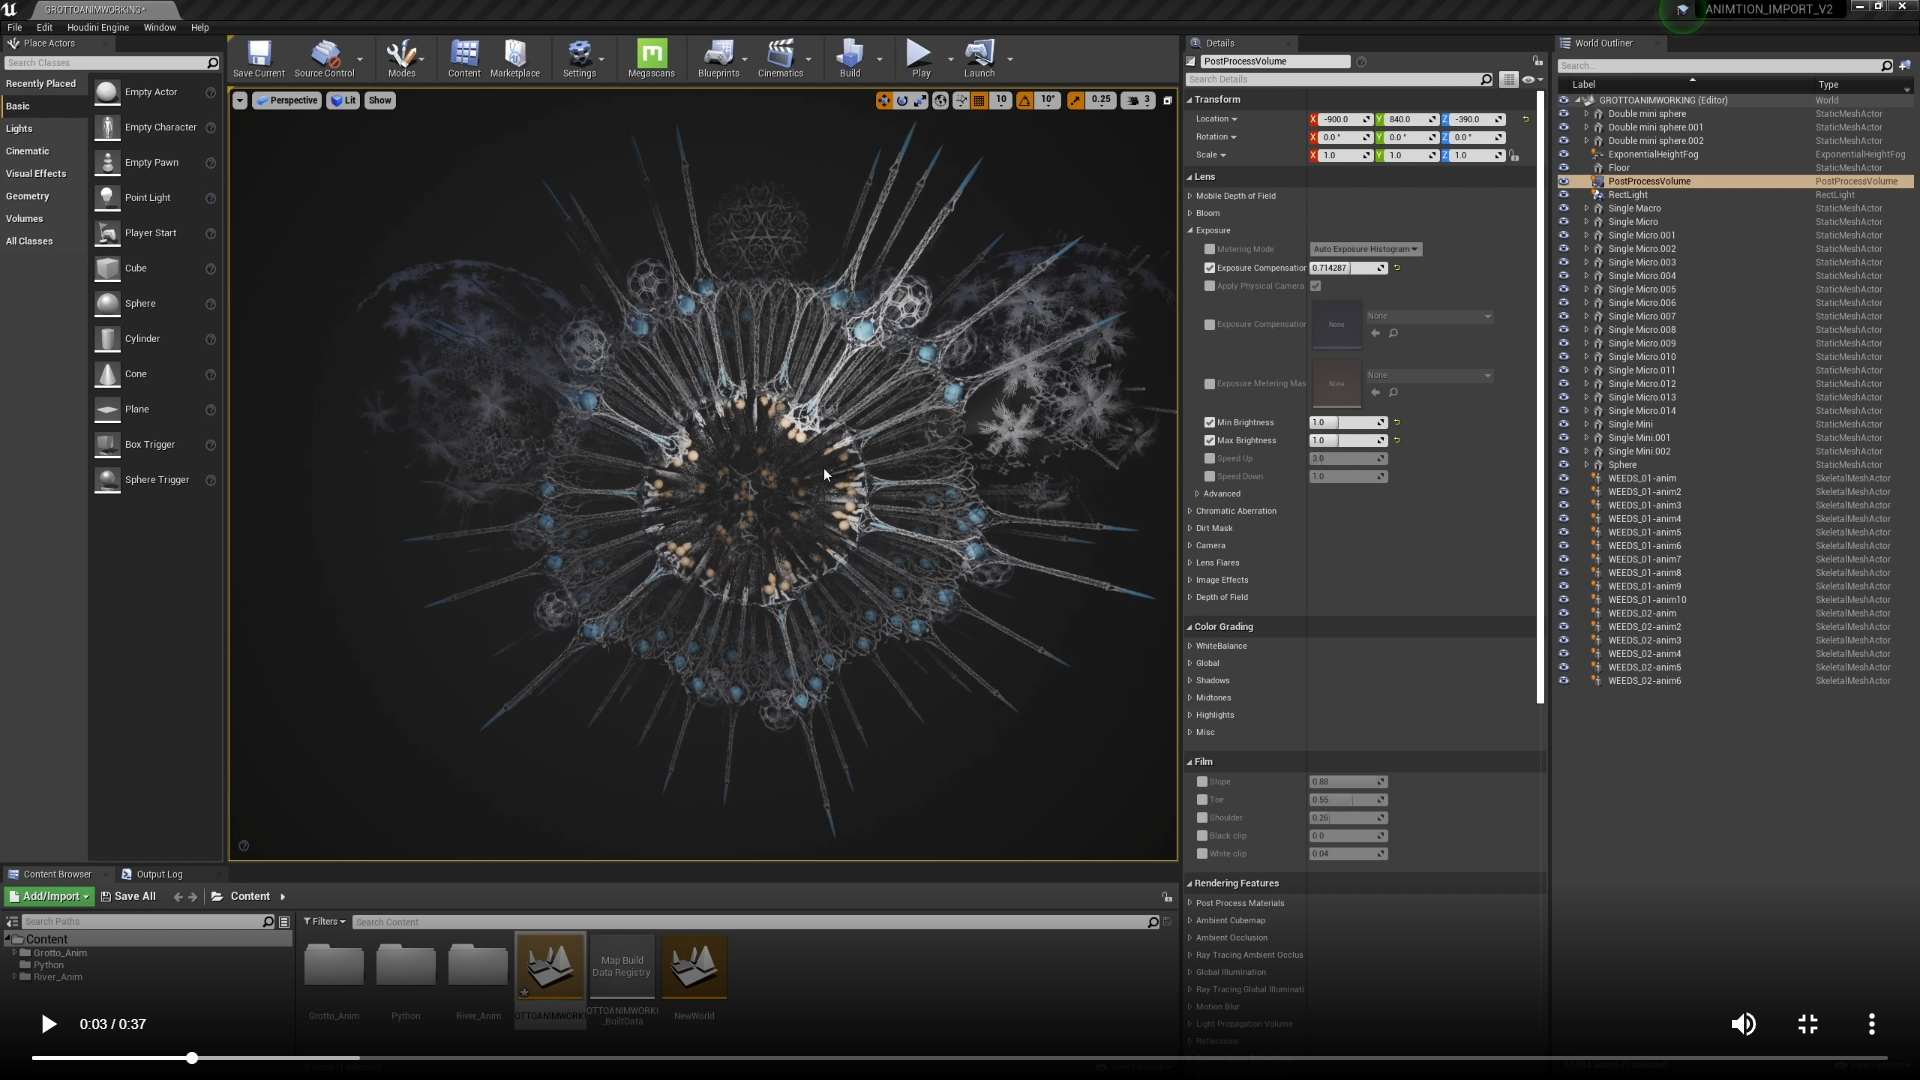 GROTTOANIMWORKING*
ANIMTION_IMPORT_V2
File Edit Houdini Engine Window Help
Place Actors
Search Classes
Recently Placed
Basic
Lights
Cinematic
Visual Effects
Geometry
Volumes
All Classes
Empty Actor
Empty Character
Empty Pawn
Point Light
Player Start
Cube
Sphere
Cylinder
Cone
Plane
Box Trigger
Sphere Trigger
Save Current Source Control Modes Content Marketplace Settings Megascans Blueprints Cinematics Build Play Launch
Perspective Lit Show 10 10° 0.25 3
Details
PostProcessVolume
Search Details
Transform
Location X -900.0 Y 840.0 Z -390.0
Rotation X 0.0 ° Y 0.0 ° Z 0.0 °
Scale X 1.0 Y 1.0 Z 1.0
Lens
Mobile Depth of Field
Bloom
Exposure
Metering Mode Auto Exposure Histogram
Exposure Compensation 0.714287
Apply Physical Camera
Exposure Compensation None None
Exposure Metering Mas None None
Min Brightness 1.0
Max Brightness 1.0
Speed Up 3.0
Speed Down 1.0
Advanced
Chromatic Aberration
Dirt Mask
Camera
Lens Flares
Image Effects
Depth of Field
Color Grading
WhiteBalance
Global
Shadows
Midtones
Highlights
Misc
Film
Slope 0.88
Toe 0.55
Shoulder 0.26
Black clip 0.0
White clip 0.04
Rendering Features
Post Process Materials
Ambient Cubemap
Ambient Occlusion
Ray Tracing Ambient Occlus
Global Illumination
Ray Tracing Global Illuminati
Motion Blur
Light Propagation Volume
Reflections
World Outliner
Search...
Label Type
GROTTOANIMWORKING (Editor) World
Double mini sphere StaticMeshActor
Double mini sphere.001 StaticMeshActor
Double mini sphere.002 StaticMeshActor
ExponentialHeightFog ExponentialHeightFog
Floor StaticMeshActor
PostProcessVolume PostProcessVolume
RectLight RectLight
Single Macro StaticMeshActor
Single Micro StaticMeshActor
Single Micro.001 StaticMeshActor
Single Micro.002 StaticMeshActor
Single Micro.003 StaticMeshActor
Single Micro.004 StaticMeshActor
Single Micro.005 StaticMeshActor
Single Micro.006 StaticMeshActor
Single Micro.007 StaticMeshActor
Single Micro.008 StaticMeshActor
Single Micro.009 StaticMeshActor
Single Micro.010 StaticMeshActor
Single Micro.011 StaticMeshActor
Single Micro.012 StaticMeshActor
Single Micro.013 StaticMeshActor
Single Micro.014 StaticMeshActor
Single Mini StaticMeshActor
Single Mini.001 StaticMeshActor
Single Mini.002 StaticMeshActor
Sphere StaticMeshActor
WEEDS_01-anim SkeletalMeshActor
WEEDS_01-anim2 SkeletalMeshActor
WEEDS_01-anim3 SkeletalMeshActor
WEEDS_01-anim4 SkeletalMeshActor
WEEDS_01-anim5 SkeletalMeshActor
WEEDS_01-anim6 SkeletalMeshActor
WEEDS_01-anim7 SkeletalMeshActor
WEEDS_01-anim8 SkeletalMeshActor
WEEDS_01-anim9 SkeletalMeshActor
WEEDS_01-anim10 SkeletalMeshActor
WEEDS_02-anim SkeletalMeshActor
WEEDS_02-anim2 SkeletalMeshActor
WEEDS_02-anim3 SkeletalMeshActor
WEEDS_02-anim4 SkeletalMeshActor
WEEDS_02-anim5 SkeletalMeshActor
WEEDS_02-anim6 SkeletalMeshActor
Content Browser Output Log
Add/Import Save All Content
Search Paths Filters Search Content
Content
Grotto_Anim
Python
River_Anim
Map Build
Data Registry
Grotto_Anim Python River_Anim OTTOANIMWORKI OTTOANIMWORKI NewWorld
_BuiltData
0:03 / 0:37